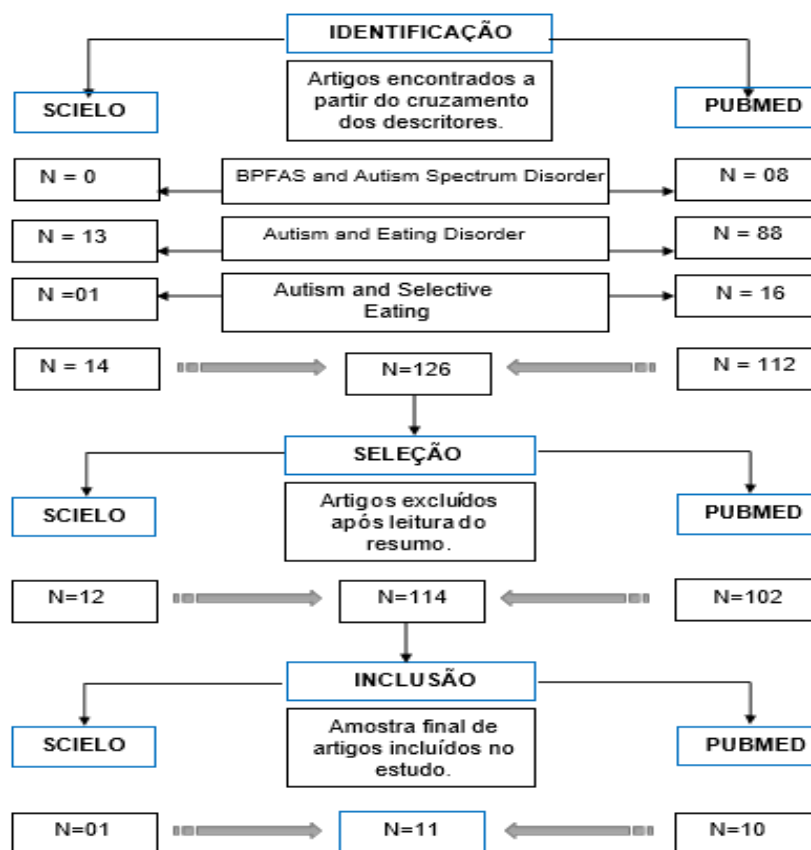 IDENTIFICAÇÃO
SCIELO
Artigos encontrados a
partir do cruzamento
dos descritores.
PUBMED
N = 0
BPFAS and Autism Spectrum Disorder
N = 08
N = 13
Autism and Eating Disorder
N = 88
N =01
Autism and Selective
Eating
N = 16
N = 14
N=126
N = 112
SELEÇÃO
SCIELO
Artigos excluídos
após leitura do
resumo.
PUBMED
N=12
N=114
N=102
INCLUSÃO
SCIELO
Amostra final de
artigos incluídos no
estudo.
PUBMED
N=01
N=11
N=10